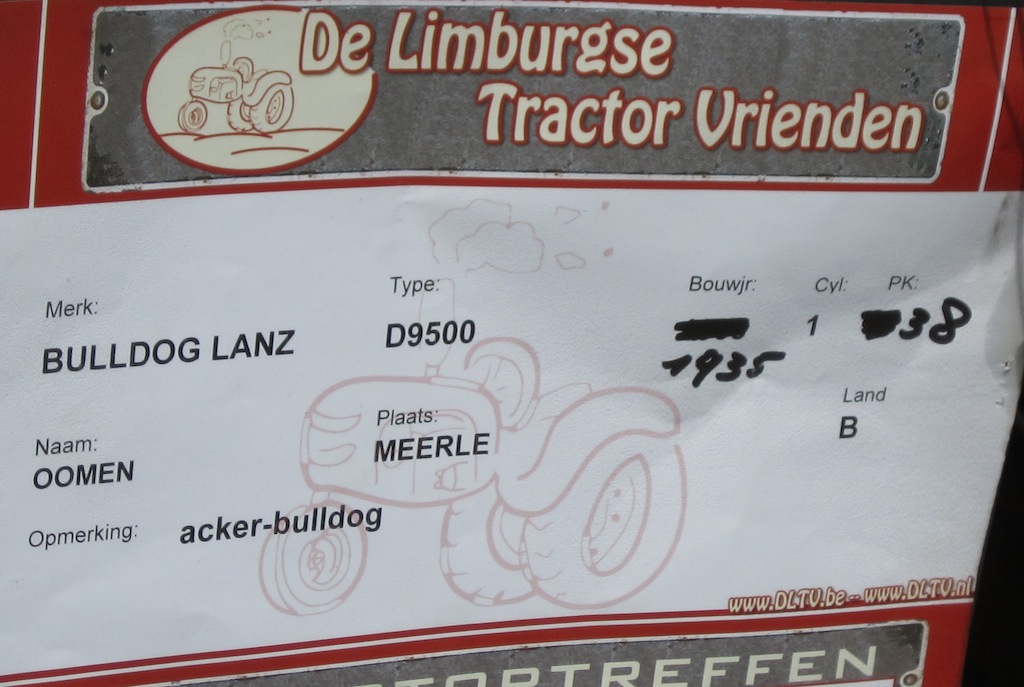 De Limburgse
Tractor Vrienden
Merk:
BULLDOG LANZ
Type:
D9500
Bouwjr:
1935
Cyl:
1
PK:
38
Naam:
OOMEN
Plaats:
MEERLE
Land
B
Opmerking: acker-bulldog
www.DLTV.be -- www.DLTV.nl